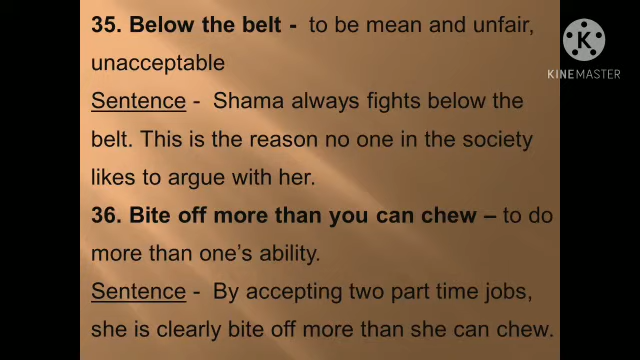 35. Below the belt - to be mean and unfair,
unacceptable
Sentence - Shama always fights below the
belt. This is the reason no one in the society
likes to argue with her.
36. Bite off more than you can chew – to do
more than one's ability.
Sentence - By accepting two part time jobs,
she is clearly bite off more than she can chew.
K
KINEMASTER